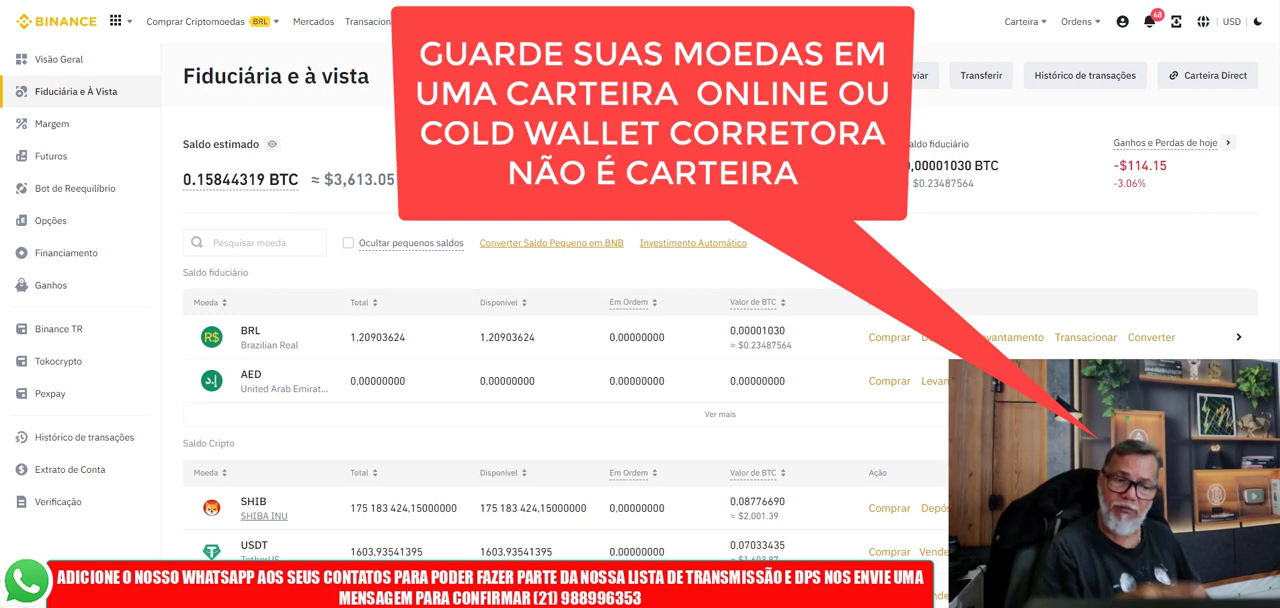 BINANCE
Comprar Criptomoedas BRL
Mercados
Transacion
Carteira
Ordens
48
USD
GUARDE SUAS MOEDAS EM
UMA CARTEIRA ONLINE OU
COLD WALLET CORRETORA
NÃO É CARTEIRA
Visão Geral
Fiduciária e À Vista
Margem
Futuros
Bot de Reequilíbrio
Opções
Financiamento
Ganhos
Binance TR
Tokocrypto
Pexpay
Histórico de transações
Extrato de Conta
Verificação
Fiduciária e à vista
Transferir
Histórico de transações
Carteira Direct
Saldo estimado
0.15844319 BTC ≈ $3,613.05
aldo fiduciário
0,00001030 BTC
$0.23487564
Ganhos e Perdas de hoje
-$114.15
-3.06%
Pesquisar moeda
Ocultar pequenos saldos
Converter Saldo Pequeno em BNB
Investimento Automático
Saldo fiduciário
Moeda Total Disponível Em Ordem Valor de BTC
BRL
Brazilian Real
1,20903624 1,20903624 0,00000000
0.00001030
≈ $0.23487564
Comprar
vantamento Transacionar Converter
AED
United Arab Emirat...
0.00000000 0.00000000 0.00000000 0.00000000
Comprar Levan
Ver mais
Saldo Cripto
Moeda Total Disponível Em Ordem Valor de BTC Ação
SHIB
SHIBA INU
175 183 424,15000000 175 183 424.15000000 0,00000000
0.08776690
≈ $2,001.39
Comprar Depós
USDT
TetherUS
1603,93541395 1603,93541395 0,00000000
0.07033435
≈ $1,603.87
Comprar Vende
ADICIONE O NOSSO WHATSAPP AOS SEUS CONTATOS PARA PODER FAZER PARTE DA NOSSA LISTA DE TRANSMISSÃO E DPS NOS ENVIE UMA
MENSAGEM PARA CONFIRMAR (21) 988996353